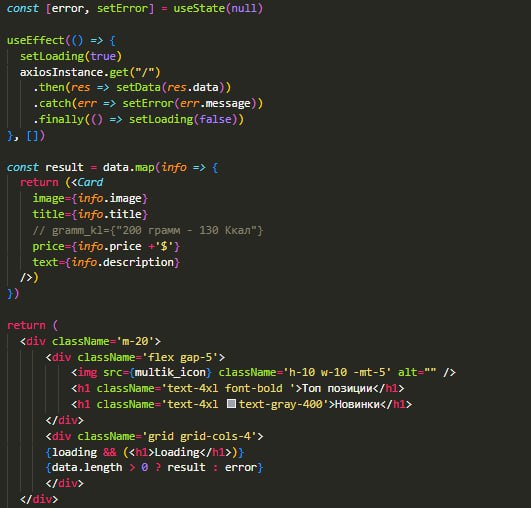 const [error, setError] = useState(null)
useEffect(() => {
setLoading(true)
axiosInstance.get("/")
.then(res => setData(res.data))
.catch(err => setError(err.message))
.finally(() => setLoading(false))
}, [])
const result = data.map(info => {
return (<Card
image={info.image}
title={info.title}
// gramm_kl={"200 грамм - 130 Ккал"}
price={info.price +'$'}
text={info.description}
/>)
})
return (
<div className='m-20'>
<div className='flex gap-5'>
<img src={multik_icon} className='h-10 w-10 -mt-5' alt="" />
<h1 className='text-4xl font-bold '>Топ позиции</h1>
<h1 className='text-4xl text-gray-400'>Новинки</h1>
</div>
<div className='grid grid-cols-4'>
{loading && (<h1>Loading</h1>)}
{data.length > 0 ? result : error}
</div>
</div>